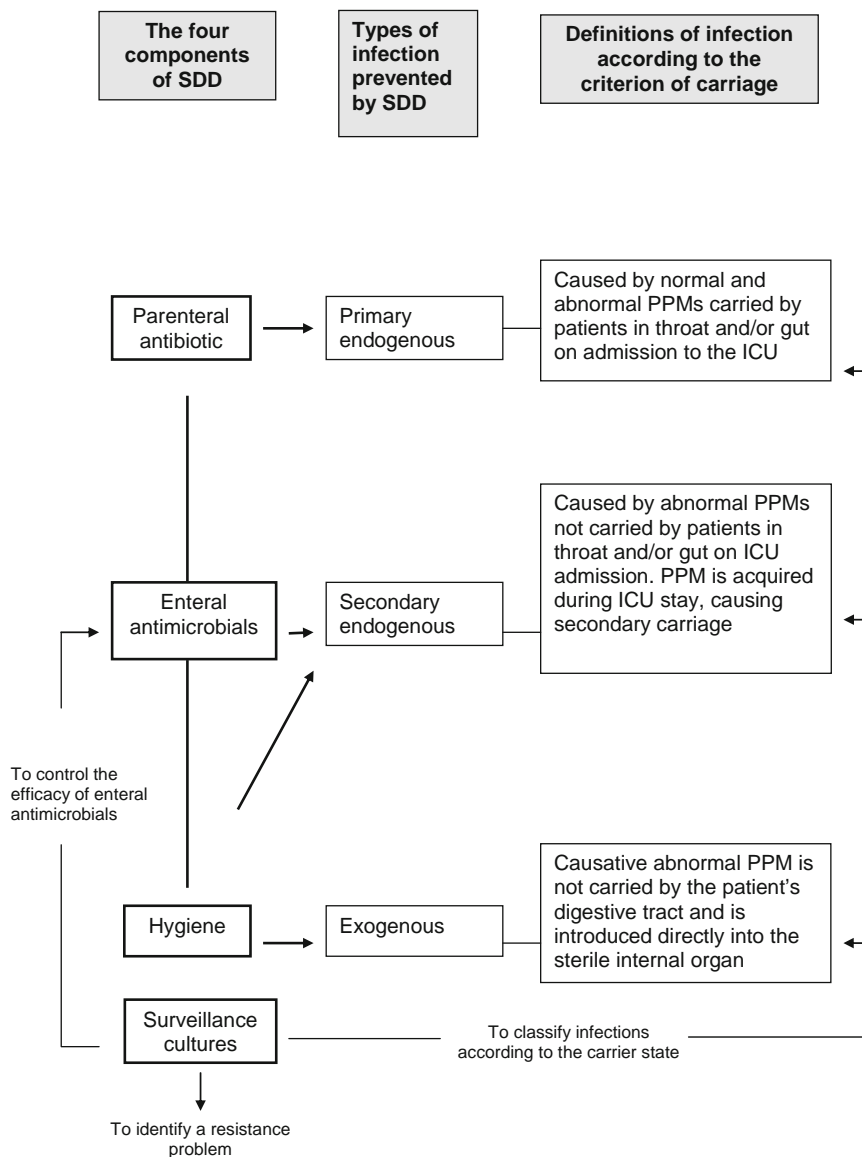 The four
components
of SDD
Types of
infection
prevented
by SDD
Definitions of infection
according to the
criterion of carriage
Parenteral
antibiotic
Primary
endogenous
Caused by normal and
abnormal PPMs carried by
patients in throat and/or gut
on admission to the ICU
Enteral
antimicrobials
Secondary
endogenous
Caused by abnormal PPMs
not carried by patients in
throat and/or gut on ICU
admission. PPM is acquired
during ICU stay, causing
secondary carriage
To control the
efficacy of enteral
antimicrobials
Hygiene
Exogenous
Causative abnormal PPM is
not carried by the patient’s
digestive tract and is
introduced directly into the
sterile internal organ
Surveillance
cultures
To classify infections
according to the carrier state
To identify a resistance
problem